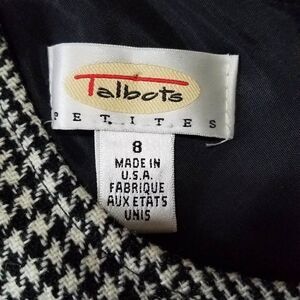 Talbots
PETITES
8
MADE IN
U.S.A.
FABRIQUE
AUX ETATS
UNIS